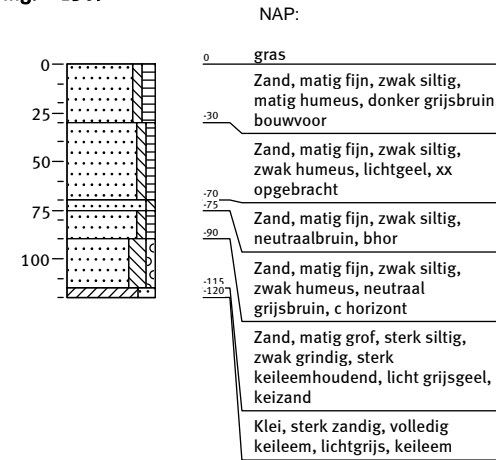 NAP:
0
gras
0
Zand, matig fijn, zwak siltig,
matig humeus, donker grijsbruin
bouwvoor
25
-30
50
Zand, matig fijn, zwak siltig,
zwak humeus, lichtgeel, xx
opgebracht
-70
75
-75
Zand, matig fijn, zwak siltig,
neutraalbruin, bhor
-90
100
Zand, matig fijn, zwak siltig,
zwak humeus, neutraal
grijsbruin, c horizont
-115
-120
Zand, matig grof, sterk siltig,
zwak grindig, sterk
keileemhoudend, licht grijsgeel,
keizand
Klei, sterk zandig, volledig
keileem, lichtgrijs, keileem